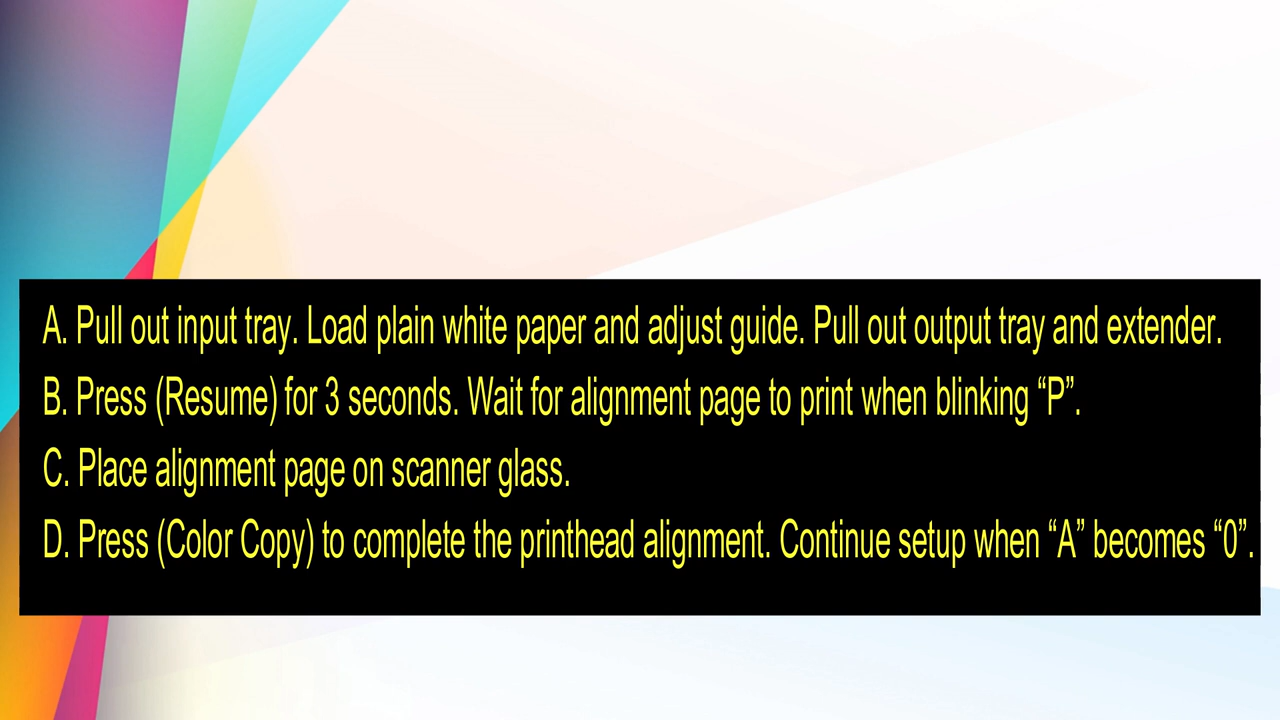 A. Pull out input tray. Load plain white paper and adjust guide. Pull out output tray and extender.
B. Press (Resume) for 3 seconds. Wait for alignment page to print when blinking “P”.
C. Place alignment page on scanner glass.
D. Press (Color Copy) to complete the printhead alignment. Continue setup when “A” becomes “0”.